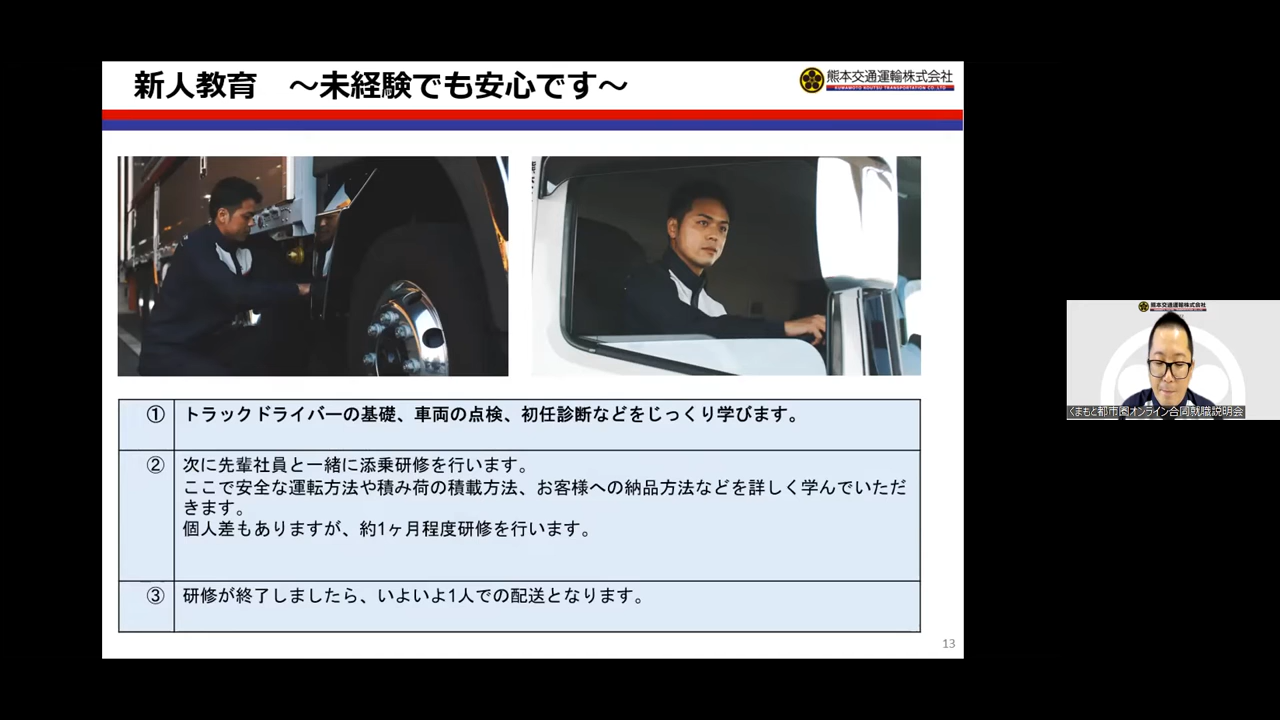 新人教育　～未経験でも安心です～
熊本交通運輸株式会社
KUMAMOTO KOUTSU TRANSPORTATION CO.,LTD
① トラックドライバーの基礎、車両の点検、初任診断などをじっくり学びます。
② 次に先輩社員と一緒に添乗研修を行います。
ここで安全な運転方法や積み荷の積載方法、お客様への納品方法などを詳しく学んでいただ
きます。
個人差もありますが、約1ヶ月程度研修を行います。
③ 研修が終了しましたら、いよいよ1人での配送となります。
13
熊本交通運輸株式会社
くまもと都市圏オンライン合同就職説明会